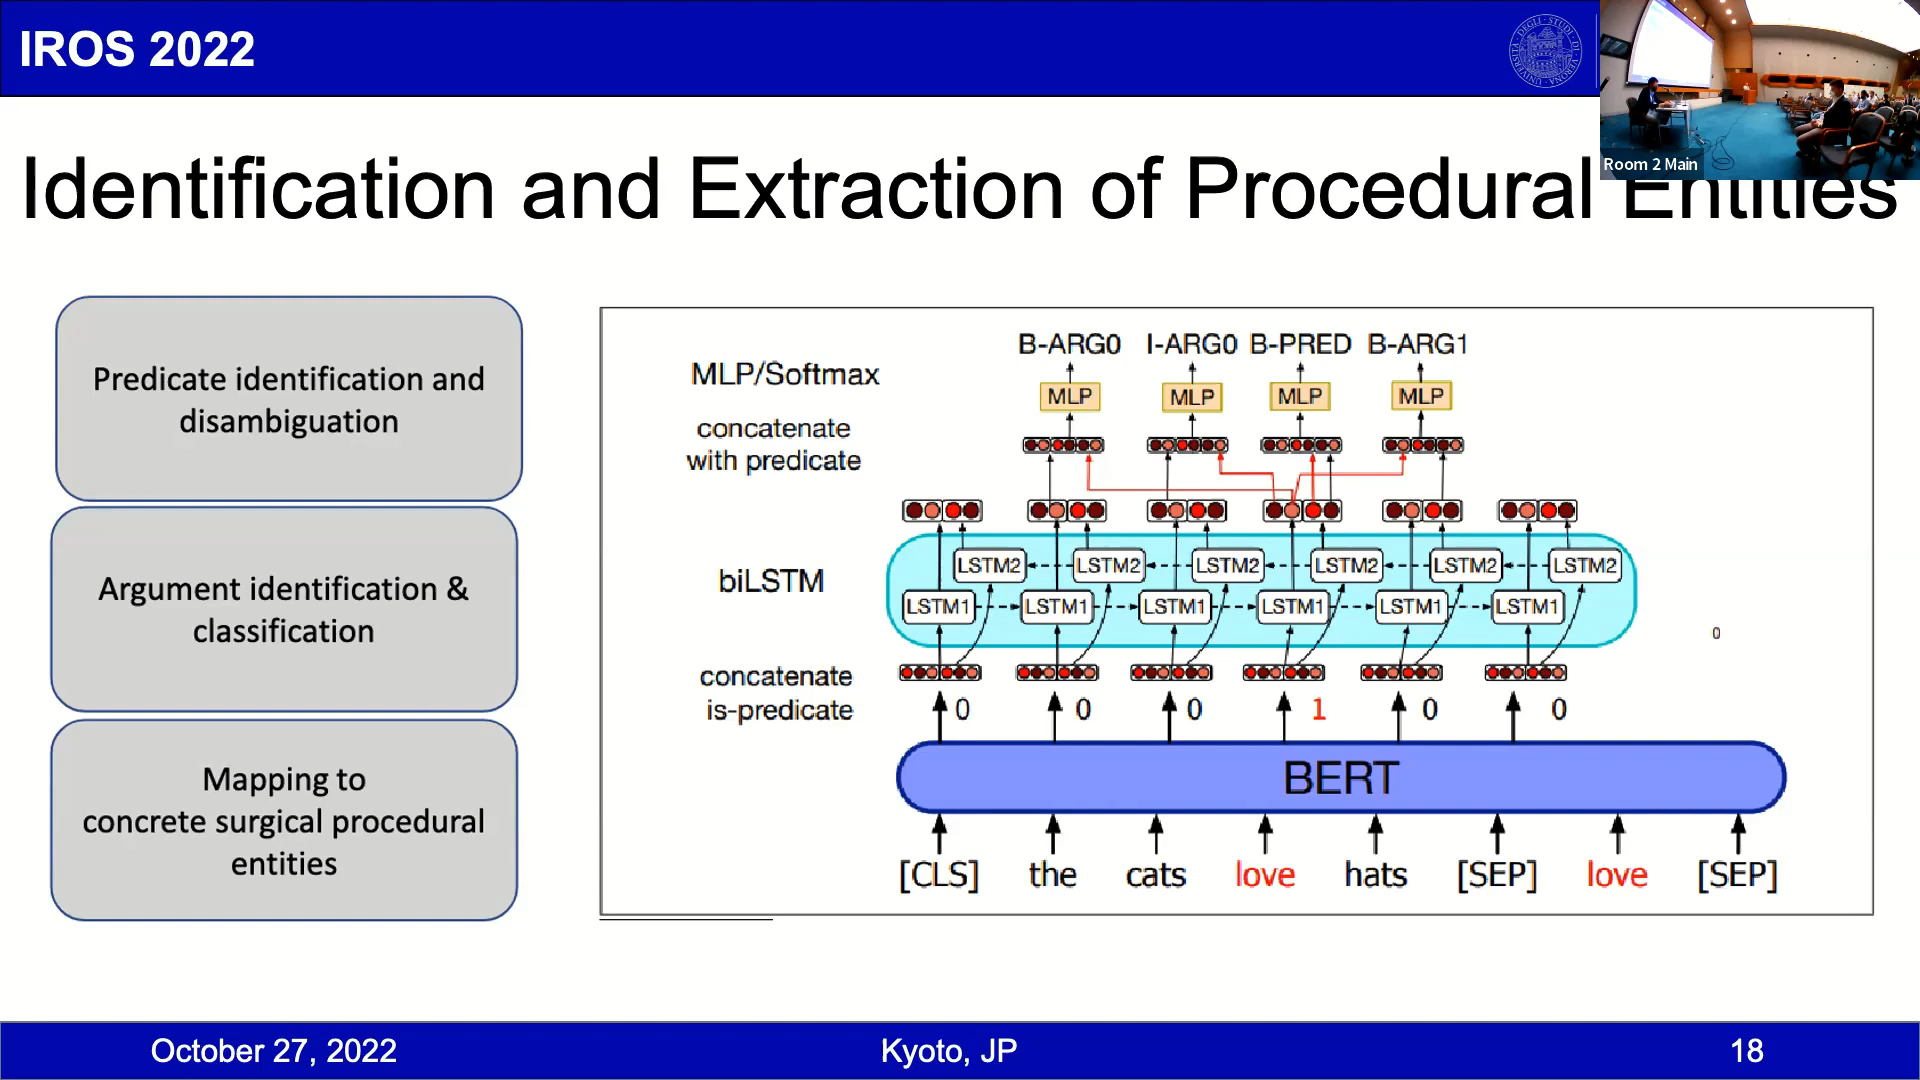 IROS 2022
Room 2 Main
Identification and Extraction of Procedural Entities
Predicate identification and
disambiguation
Argument identification &
classification
Mapping to
concrete surgical procedural
entities
B-ARG0 I-ARG0 B-PRED B-ARG1
MLP/Softmax
MLP MLP MLP MLP
concatenate
with predicate
biLSTM
LSTM2 LSTM2 LSTM2 LSTM2 LSTM2 LSTM2
LSTM1 LSTM1 LSTM1 LSTM1 LSTM1 LSTM1
0
concatenate
is-predicate
0 0 0 1 0 0
BERT
[CLS] the cats love hats [SEP] love [SEP]
October 27, 2022 Kyoto, JP 18